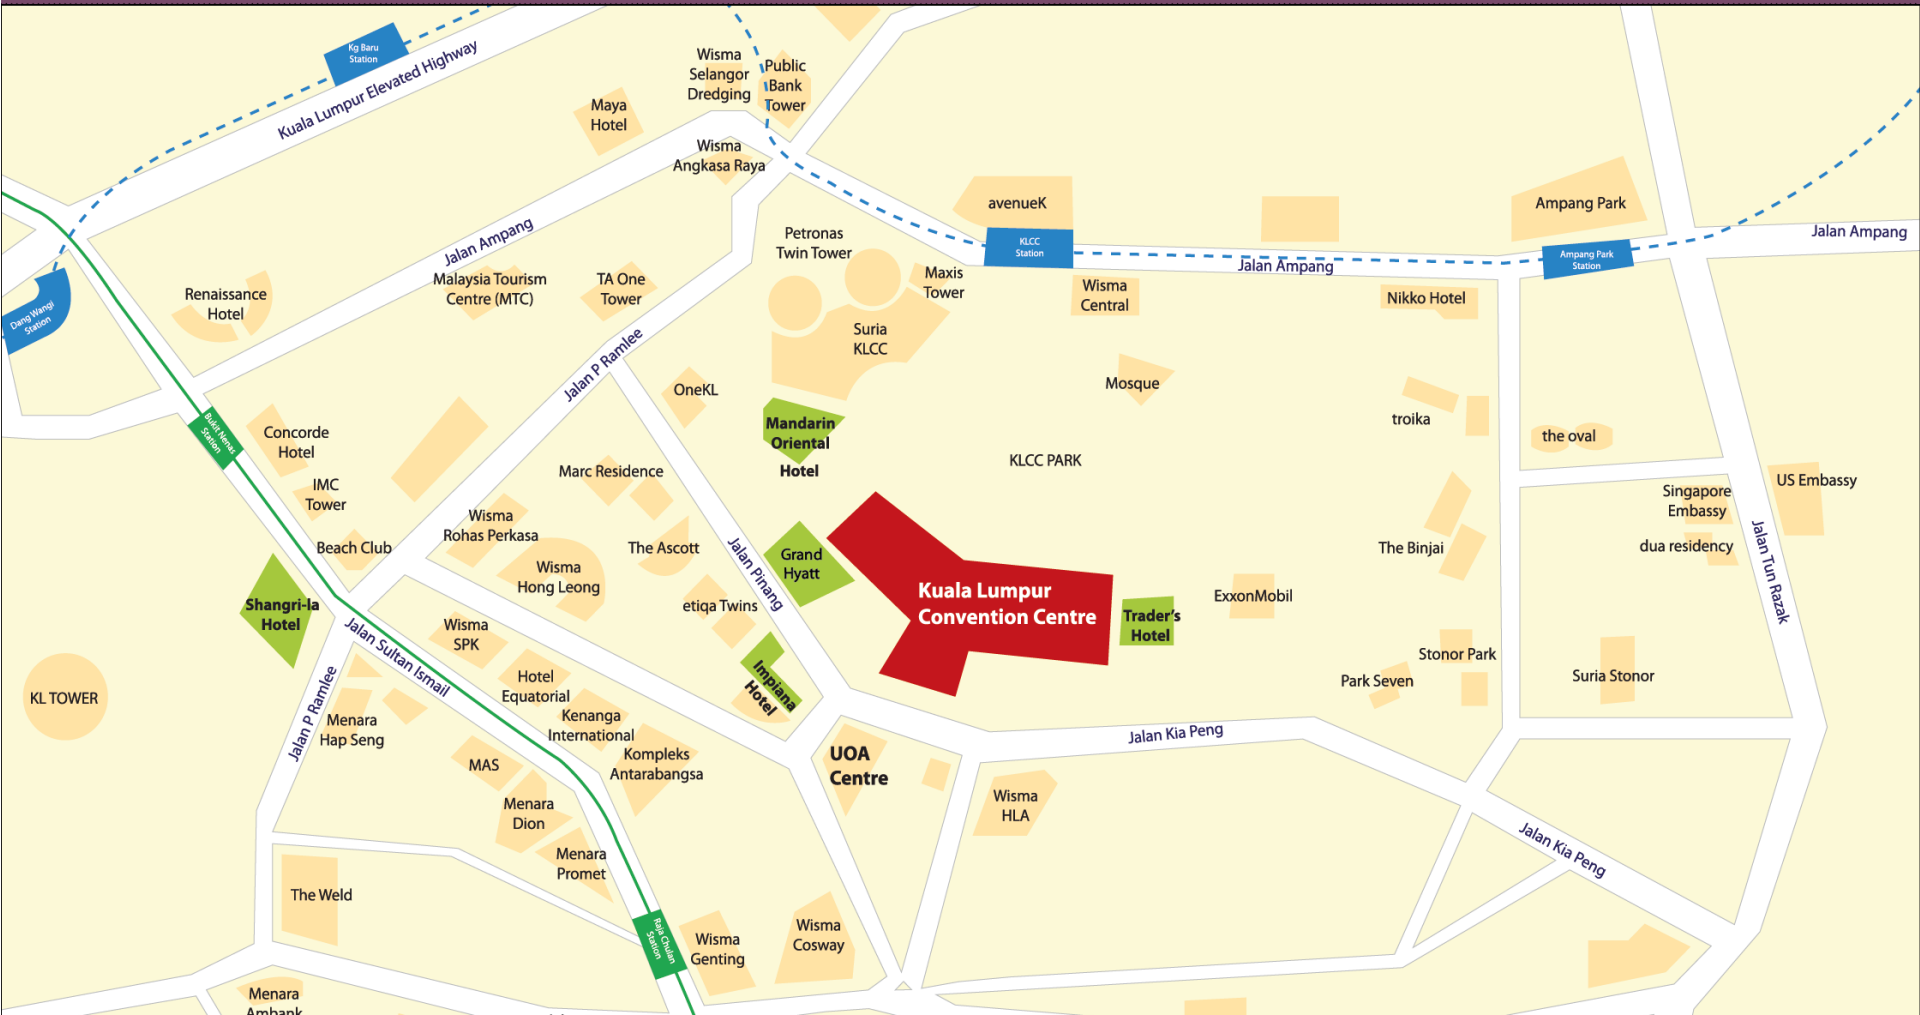 Kg Baru
Station
Kuala Lumpur Elevated Highway
Wisma
Selangor
Dredging
Public
Bank
Tower
Maya
Hotel
Wisma
Angkasa Raya
avenueK
Ampang Park
Jalan Ampang
KLCC
Station
Ampang Park
Station
Jalan Ampang
Jalan Ampang
Petronas
Twin Tower
Maxis
Tower
Wisma
Central
Nikko Hotel
Malaysia Tourism
Centre (MTC)
TA One
Tower
Renaissance
Hotel
Dang Wangi
Station
Suria
KLCC
Jalan P Ramlee
OneKL
Mosque
Mandarin
Oriental
Hotel
troika
the oval
Bukit Nenas
Station
Concorde
Hotel
KLCC PARK
Marc Residence
IMC
Tower
US Embassy
Singapore
Embassy
Wisma
Rohas Perkasa
Beach Club
The Ascott
Jalan Pinang
Grand
Hyatt
The Binjai
dua residency
Jalan Tun Razak
Wisma
Hong Leong
Kuala Lumpur
Convention Centre
Trader's
Hotel
ExxonMobil
Shangri-la
Hotel
etiqa Twins
Wisma
SPK
Jalan Sultan Ismail
Stonor Park
Park Seven
Suria Stonor
Impiana
Hotel
KL TOWER
Jalan P Ramlee
Hotel
Equatorial
Kenanga
International
Menara
Hap Seng
Jalan Kia Peng
Kompleks
Antarabangsa
UOA
Centre
MAS
Menara
Dion
Wisma
HLA
Menara
Promet
Jalan Kia Peng
The Weld
Raja Chulan
Station
Wisma
Genting
Wisma
Cosway
Menara
Ambank